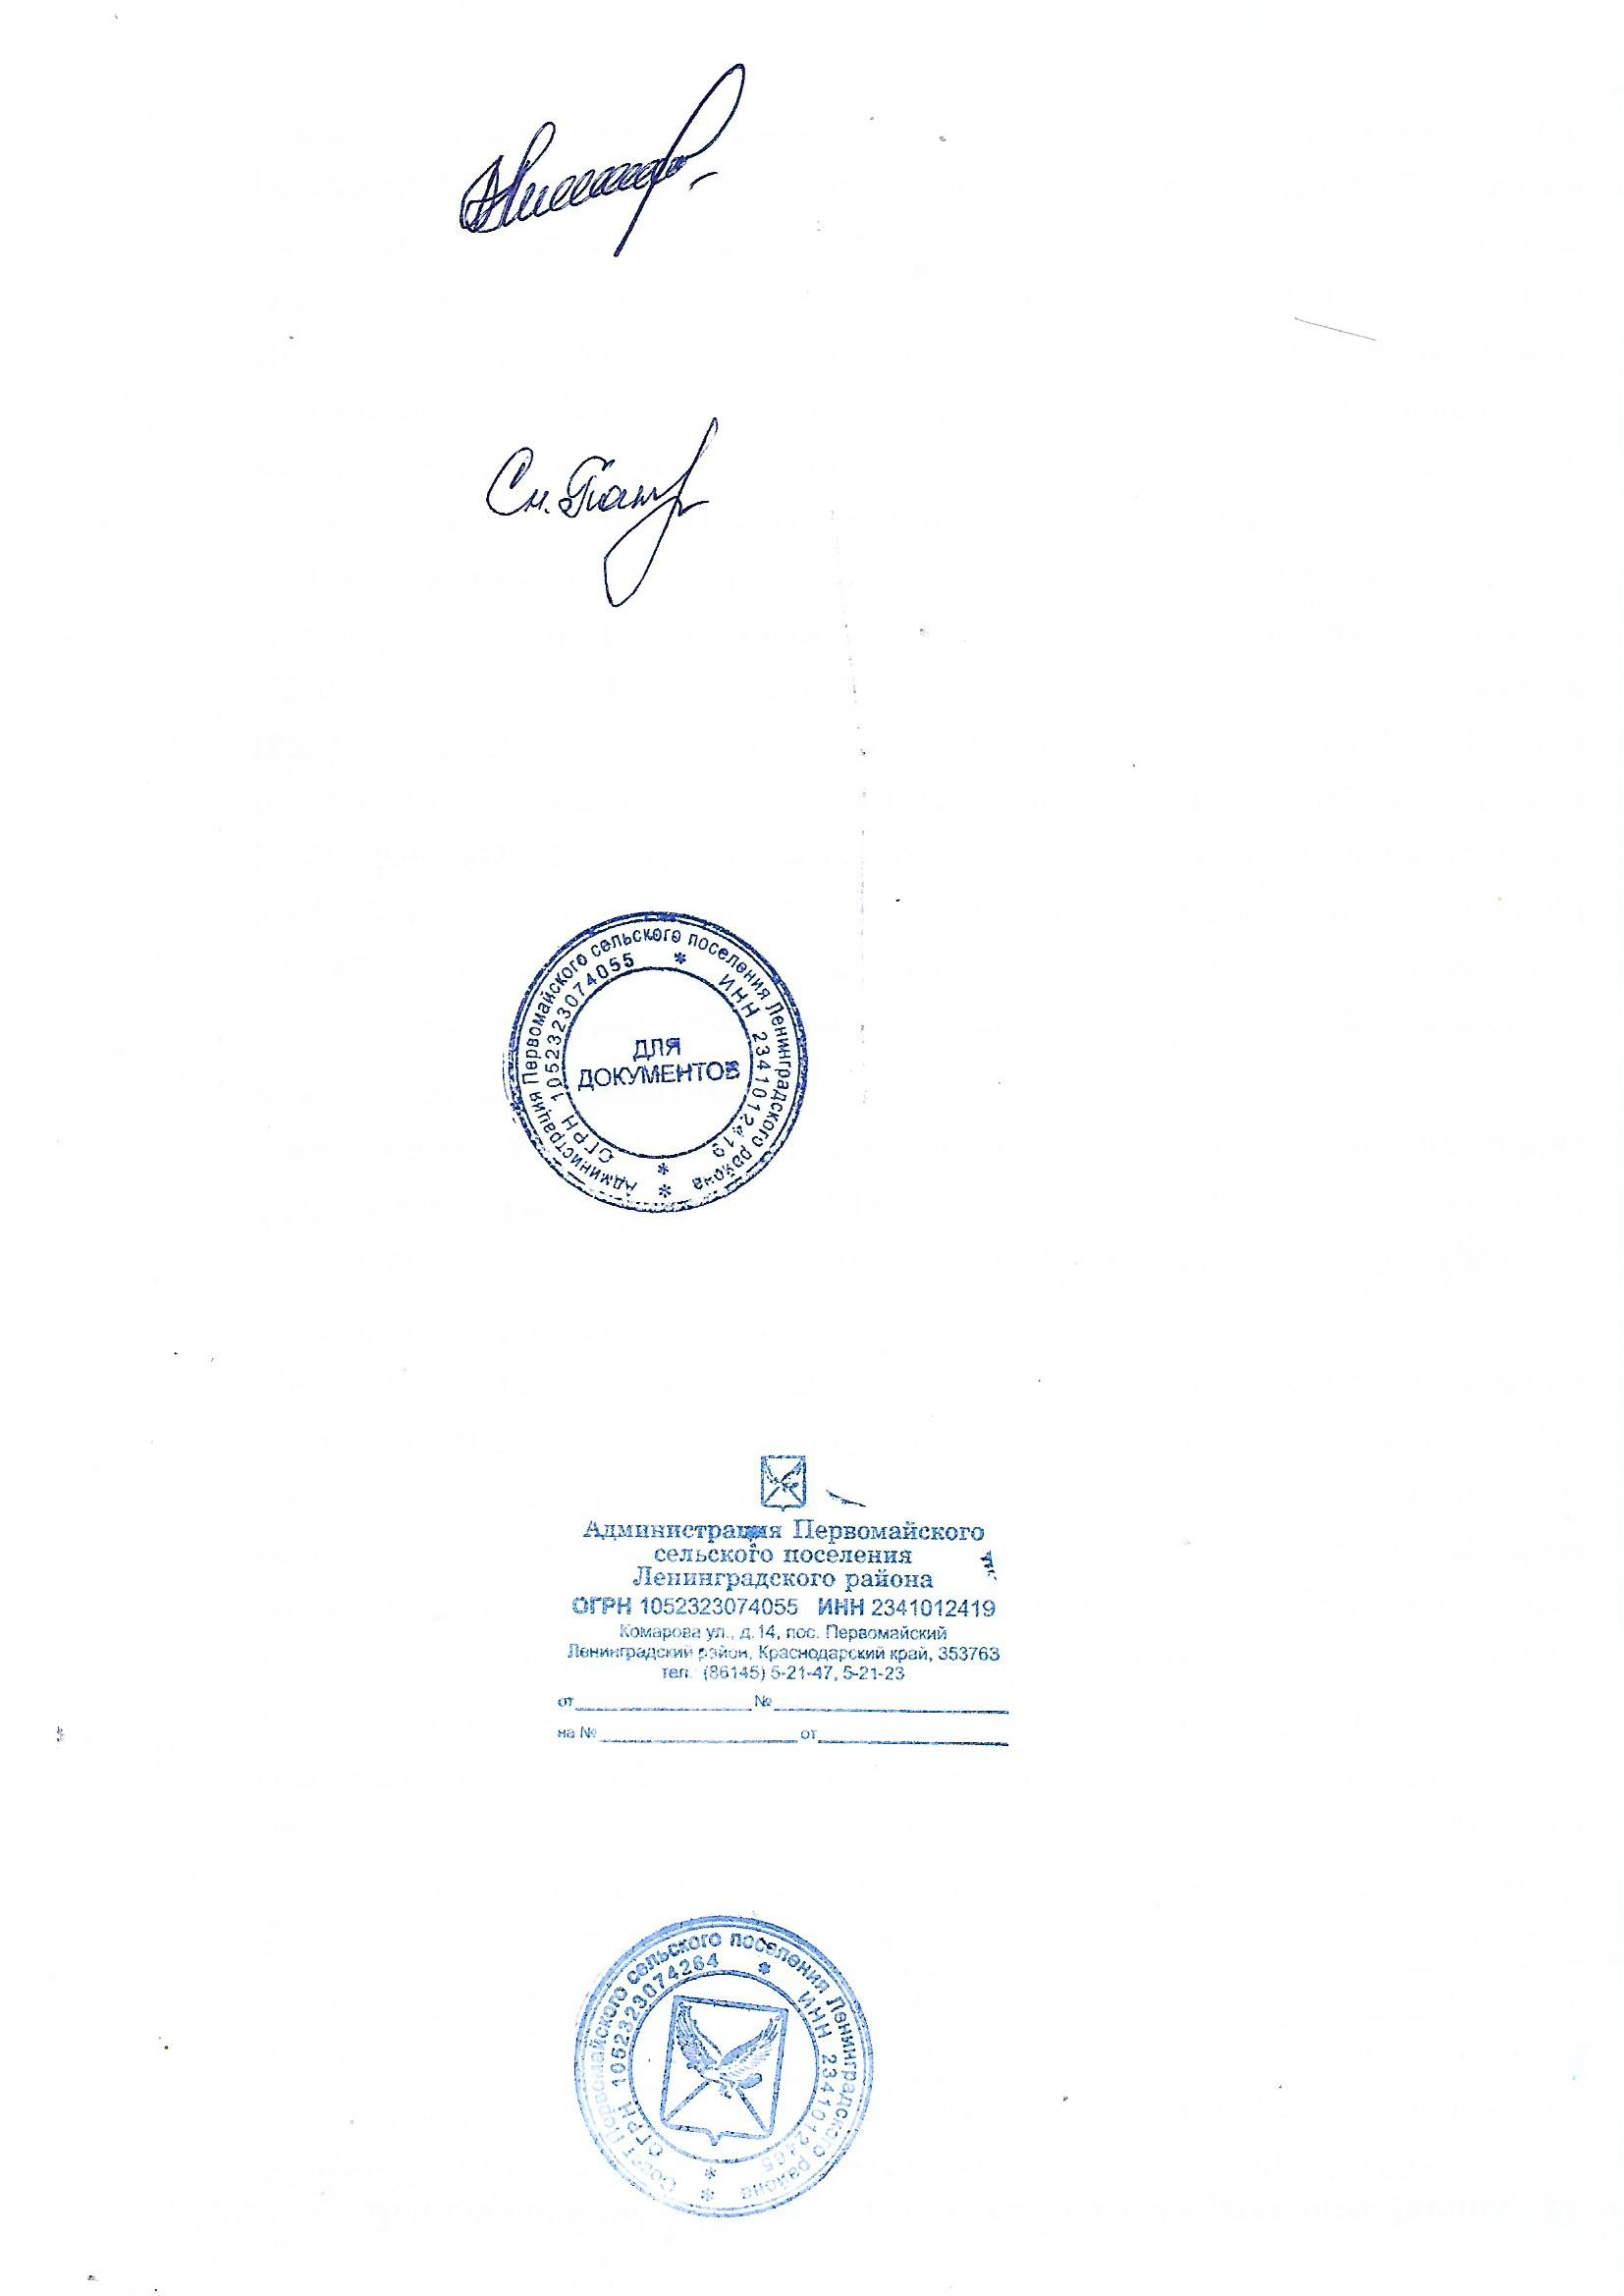 Администрация Первомайского сельского поселения Ленинградского района
ОГРН 1052323074055 * ИНН 2341012419 *
ДЛЯ
ДОКУМЕНТОВ
Администрация Первомайского
сельского поселения
Ленинградского района
ОГРН 1052323074055 ИНН 2341012419
Комарова ул., д.14, пос. Первомайский
Ленинградский район, Краснодарский край, 353763
тел.: (86145) 5-21-47, 5-21-23
от №
на № от
Совет Первомайского сельского поселения Ленинградского района *
ОГРН 1052323074264 * ИНН 2341012465 *